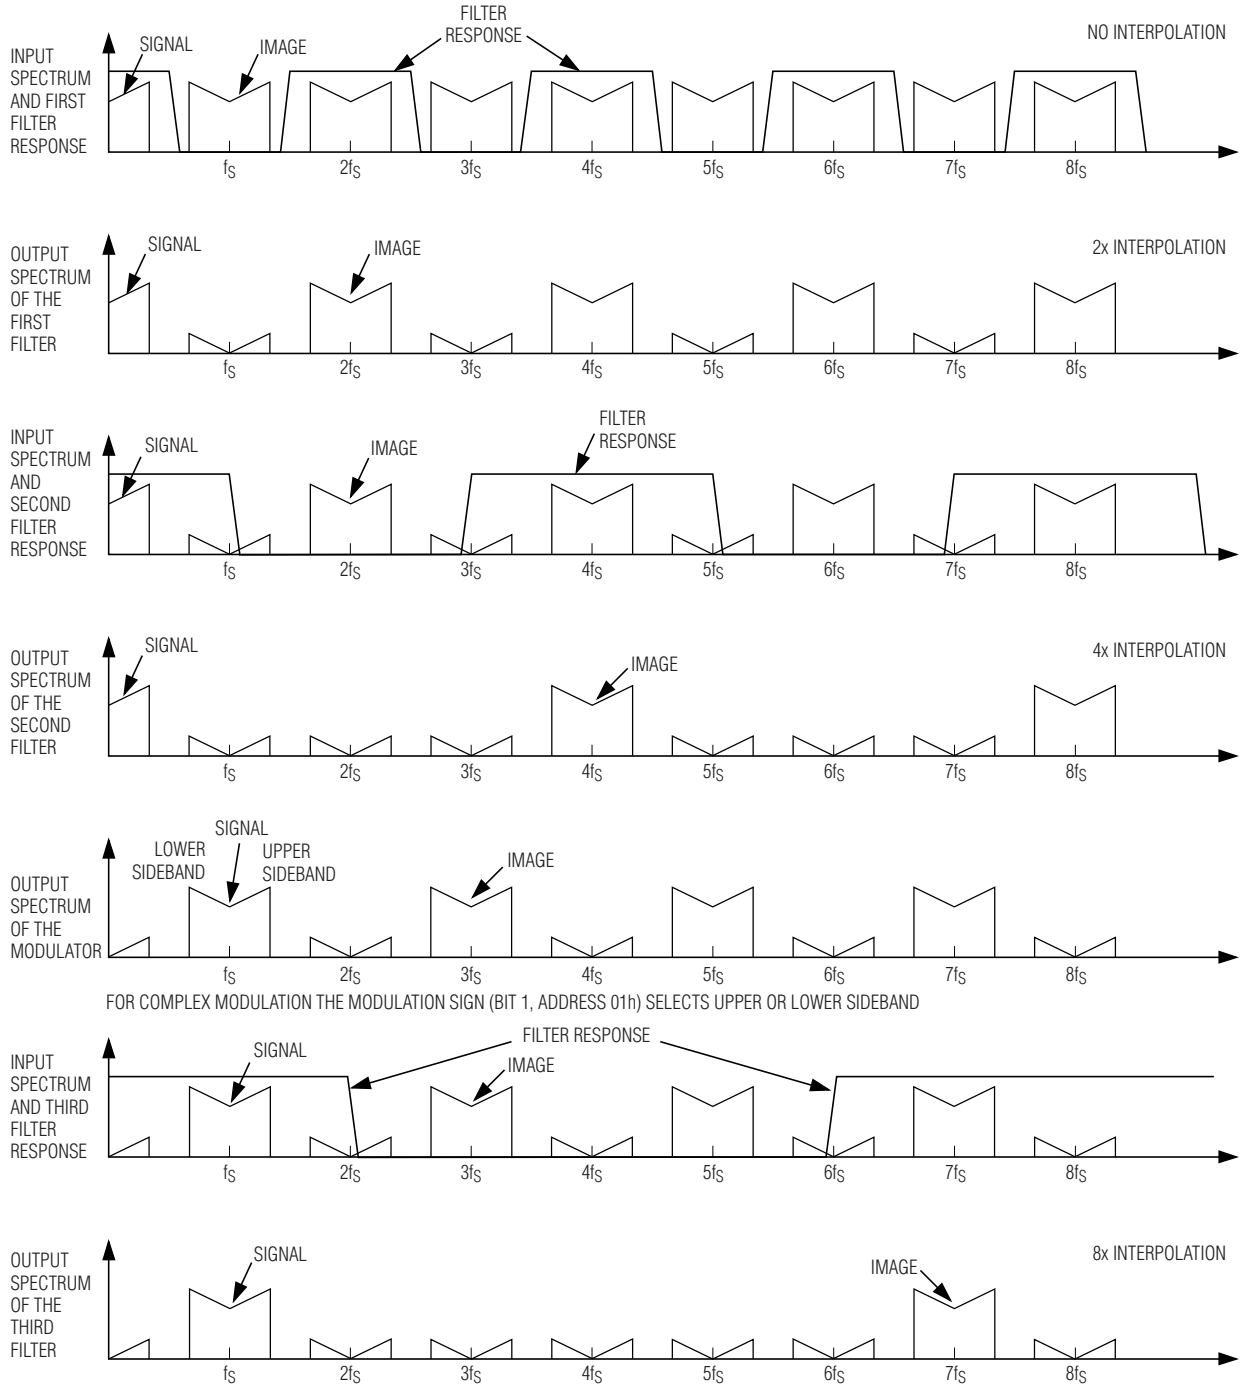 FILTER
RESPONSE
NO INTERPOLATION
SIGNAL
IMAGE
INPUT
SPECTRUM
AND FIRST
FILTER
RESPONSE
fS
2fS
3fS
4fS
5fS
6fS
7fS
8fS
SIGNAL
IMAGE
2x INTERPOLATION
OUTPUT
SPECTRUM
OF THE
FIRST
FILTER
fS
2fS
3fS
4fS
5fS
6fS
7fS
8fS
FILTER
RESPONSE
SIGNAL
IMAGE
INPUT
SPECTRUM
AND
SECOND
FILTER
RESPONSE
fS
2fS
3fS
4fS
5fS
6fS
7fS
8fS
SIGNAL
IMAGE
4x INTERPOLATION
OUTPUT
SPECTRUM
OF THE
SECOND
FILTER
fS
2fS
3fS
4fS
5fS
6fS
7fS
8fS
SIGNAL
LOWER
SIDEBAND
UPPER
SIDEBAND
IMAGE
OUTPUT
SPECTRUM
OF THE
MODULATOR
fS
2fS
3fS
4fS
5fS
6fS
7fS
8fS
FOR COMPLEX MODULATION THE MODULATION SIGN (BIT 1, ADDRESS 01h) SELECTS UPPER OR LOWER SIDEBAND
FILTER RESPONSE
SIGNAL
IMAGE
INPUT
SPECTRUM
AND THIRD
FILTER
RESPONSE
fS
2fS
3fS
4fS
5fS
6fS
7fS
8fS
SIGNAL
IMAGE
8x INTERPOLATION
OUTPUT
SPECTRUM
OF THE
THIRD
FILTER
fS
2fS
3fS
4fS
5fS
6fS
7fS
8fS